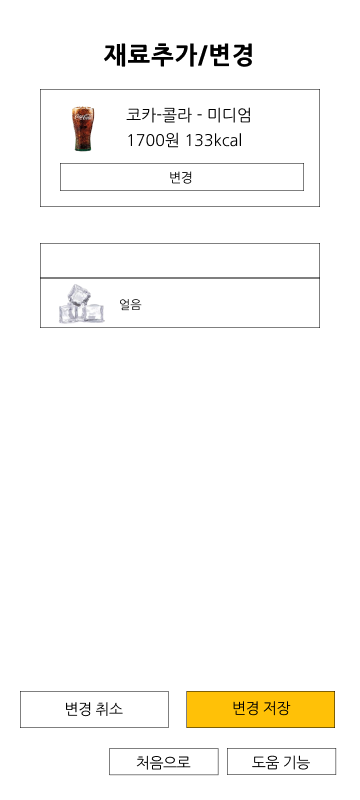 재료추가/변경
Coca-Cola
코카-콜라 - 미디엄
1700원 133kcal
변경
얼음
변경 취소
변경 저장
처음으로
도움 기능